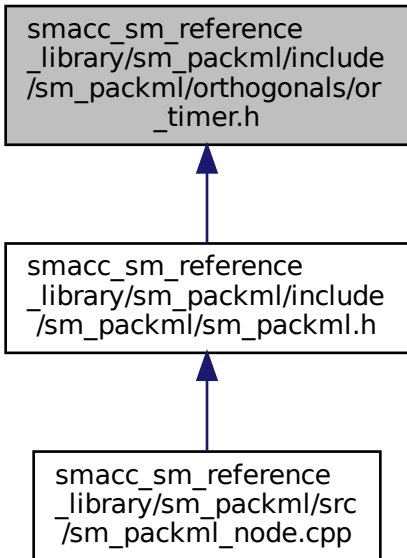 smacc_sm_reference
_library/sm_packml/include
/sm_packml/orthogonals/or
_timer.h
smacc_sm_reference
_library/sm_packml/include
/sm_packml/sm_packml.h
smacc_sm_reference
_library/sm_packml/src
/sm_packml_node.cpp